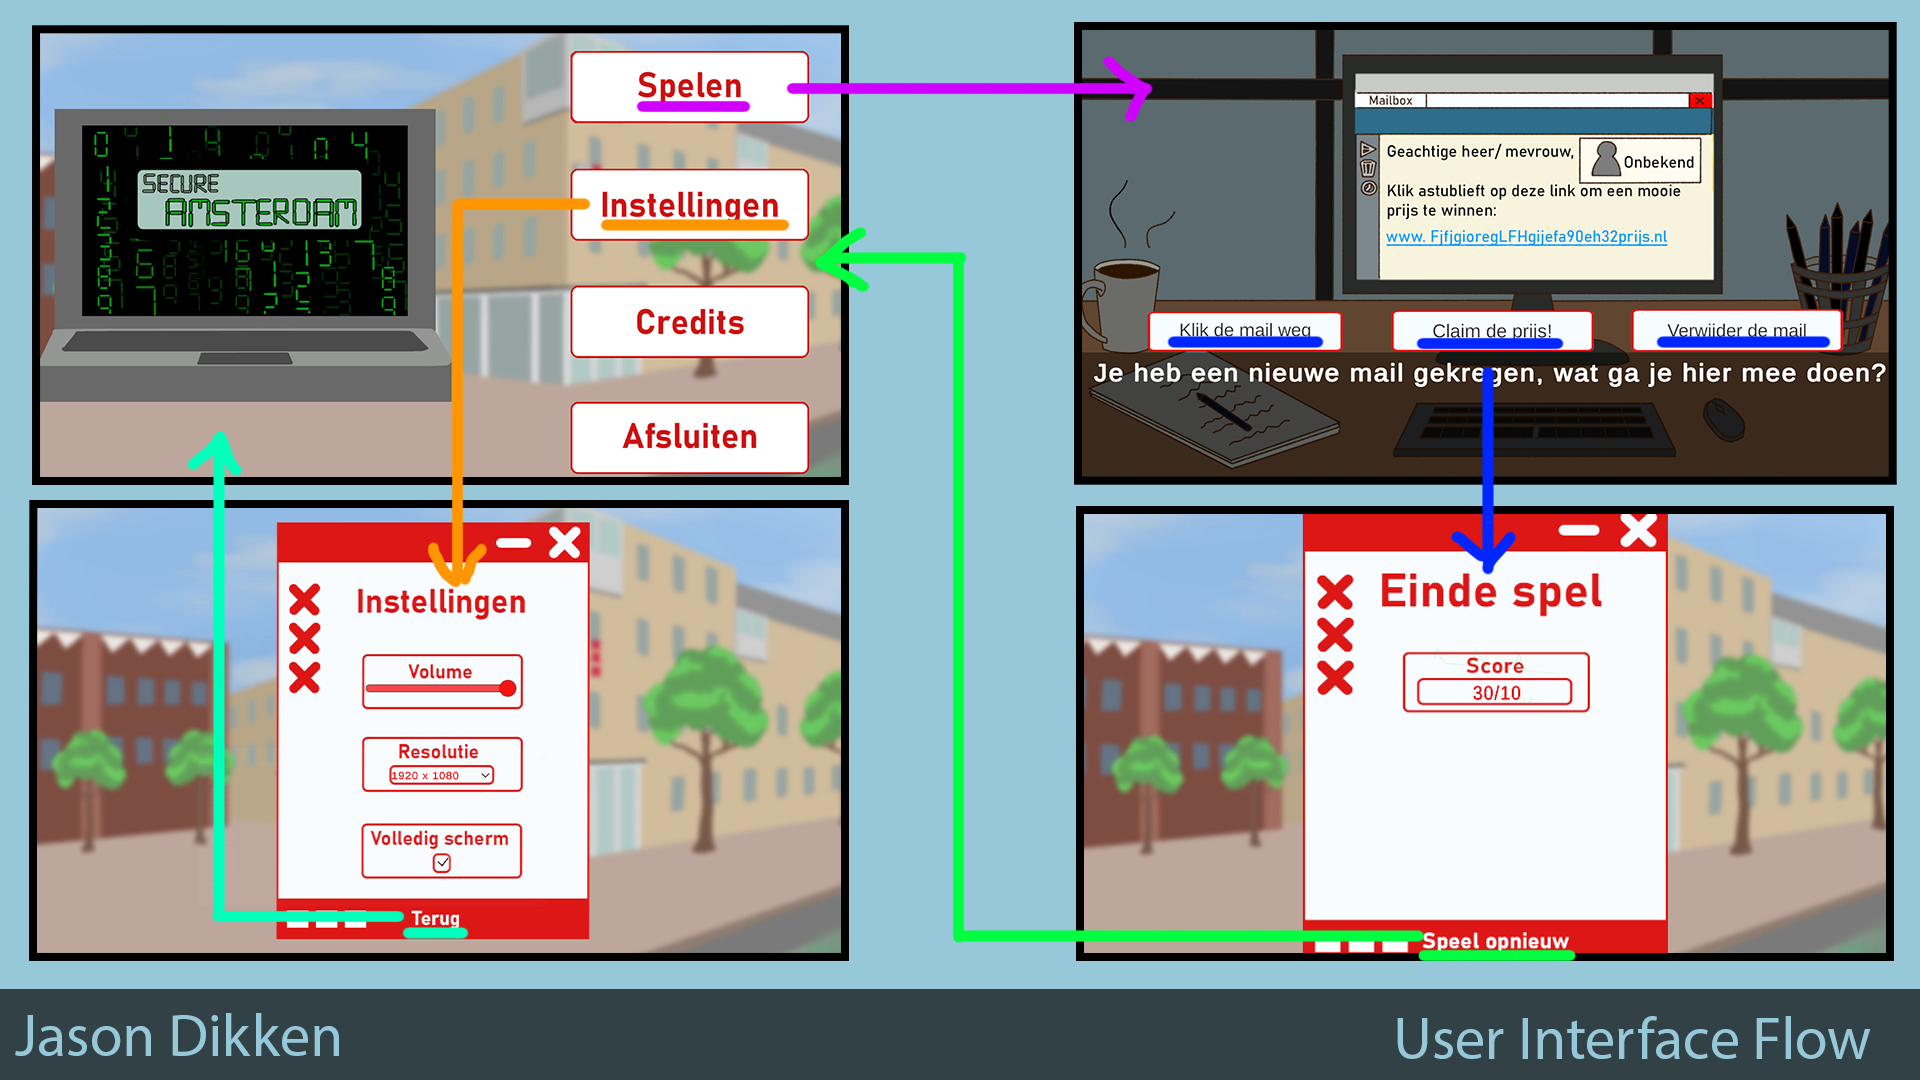 SECURE
AMSTERDAM
Spelen
Instellingen
Credits
Afsluiten
Mailbox
Geachtige heer/ mevrouw,
Onbekend
Klik astublieft op deze link om een mooie
prijs te winnen:
www. FjfjgioregLFHgijefa90eh32prijs.nl
Klik de mail weg
Claim de prijs!
Verwijder de mail
Je heb een nieuwe mail gekregen, wat ga je hier mee doen?
Instellingen
Volume
Resolutie
1920 x 1080
Volledig scherm
Terug
Einde spel
Score
30/10
Speel opnieuw
Jason Dikken
User Interface Flow